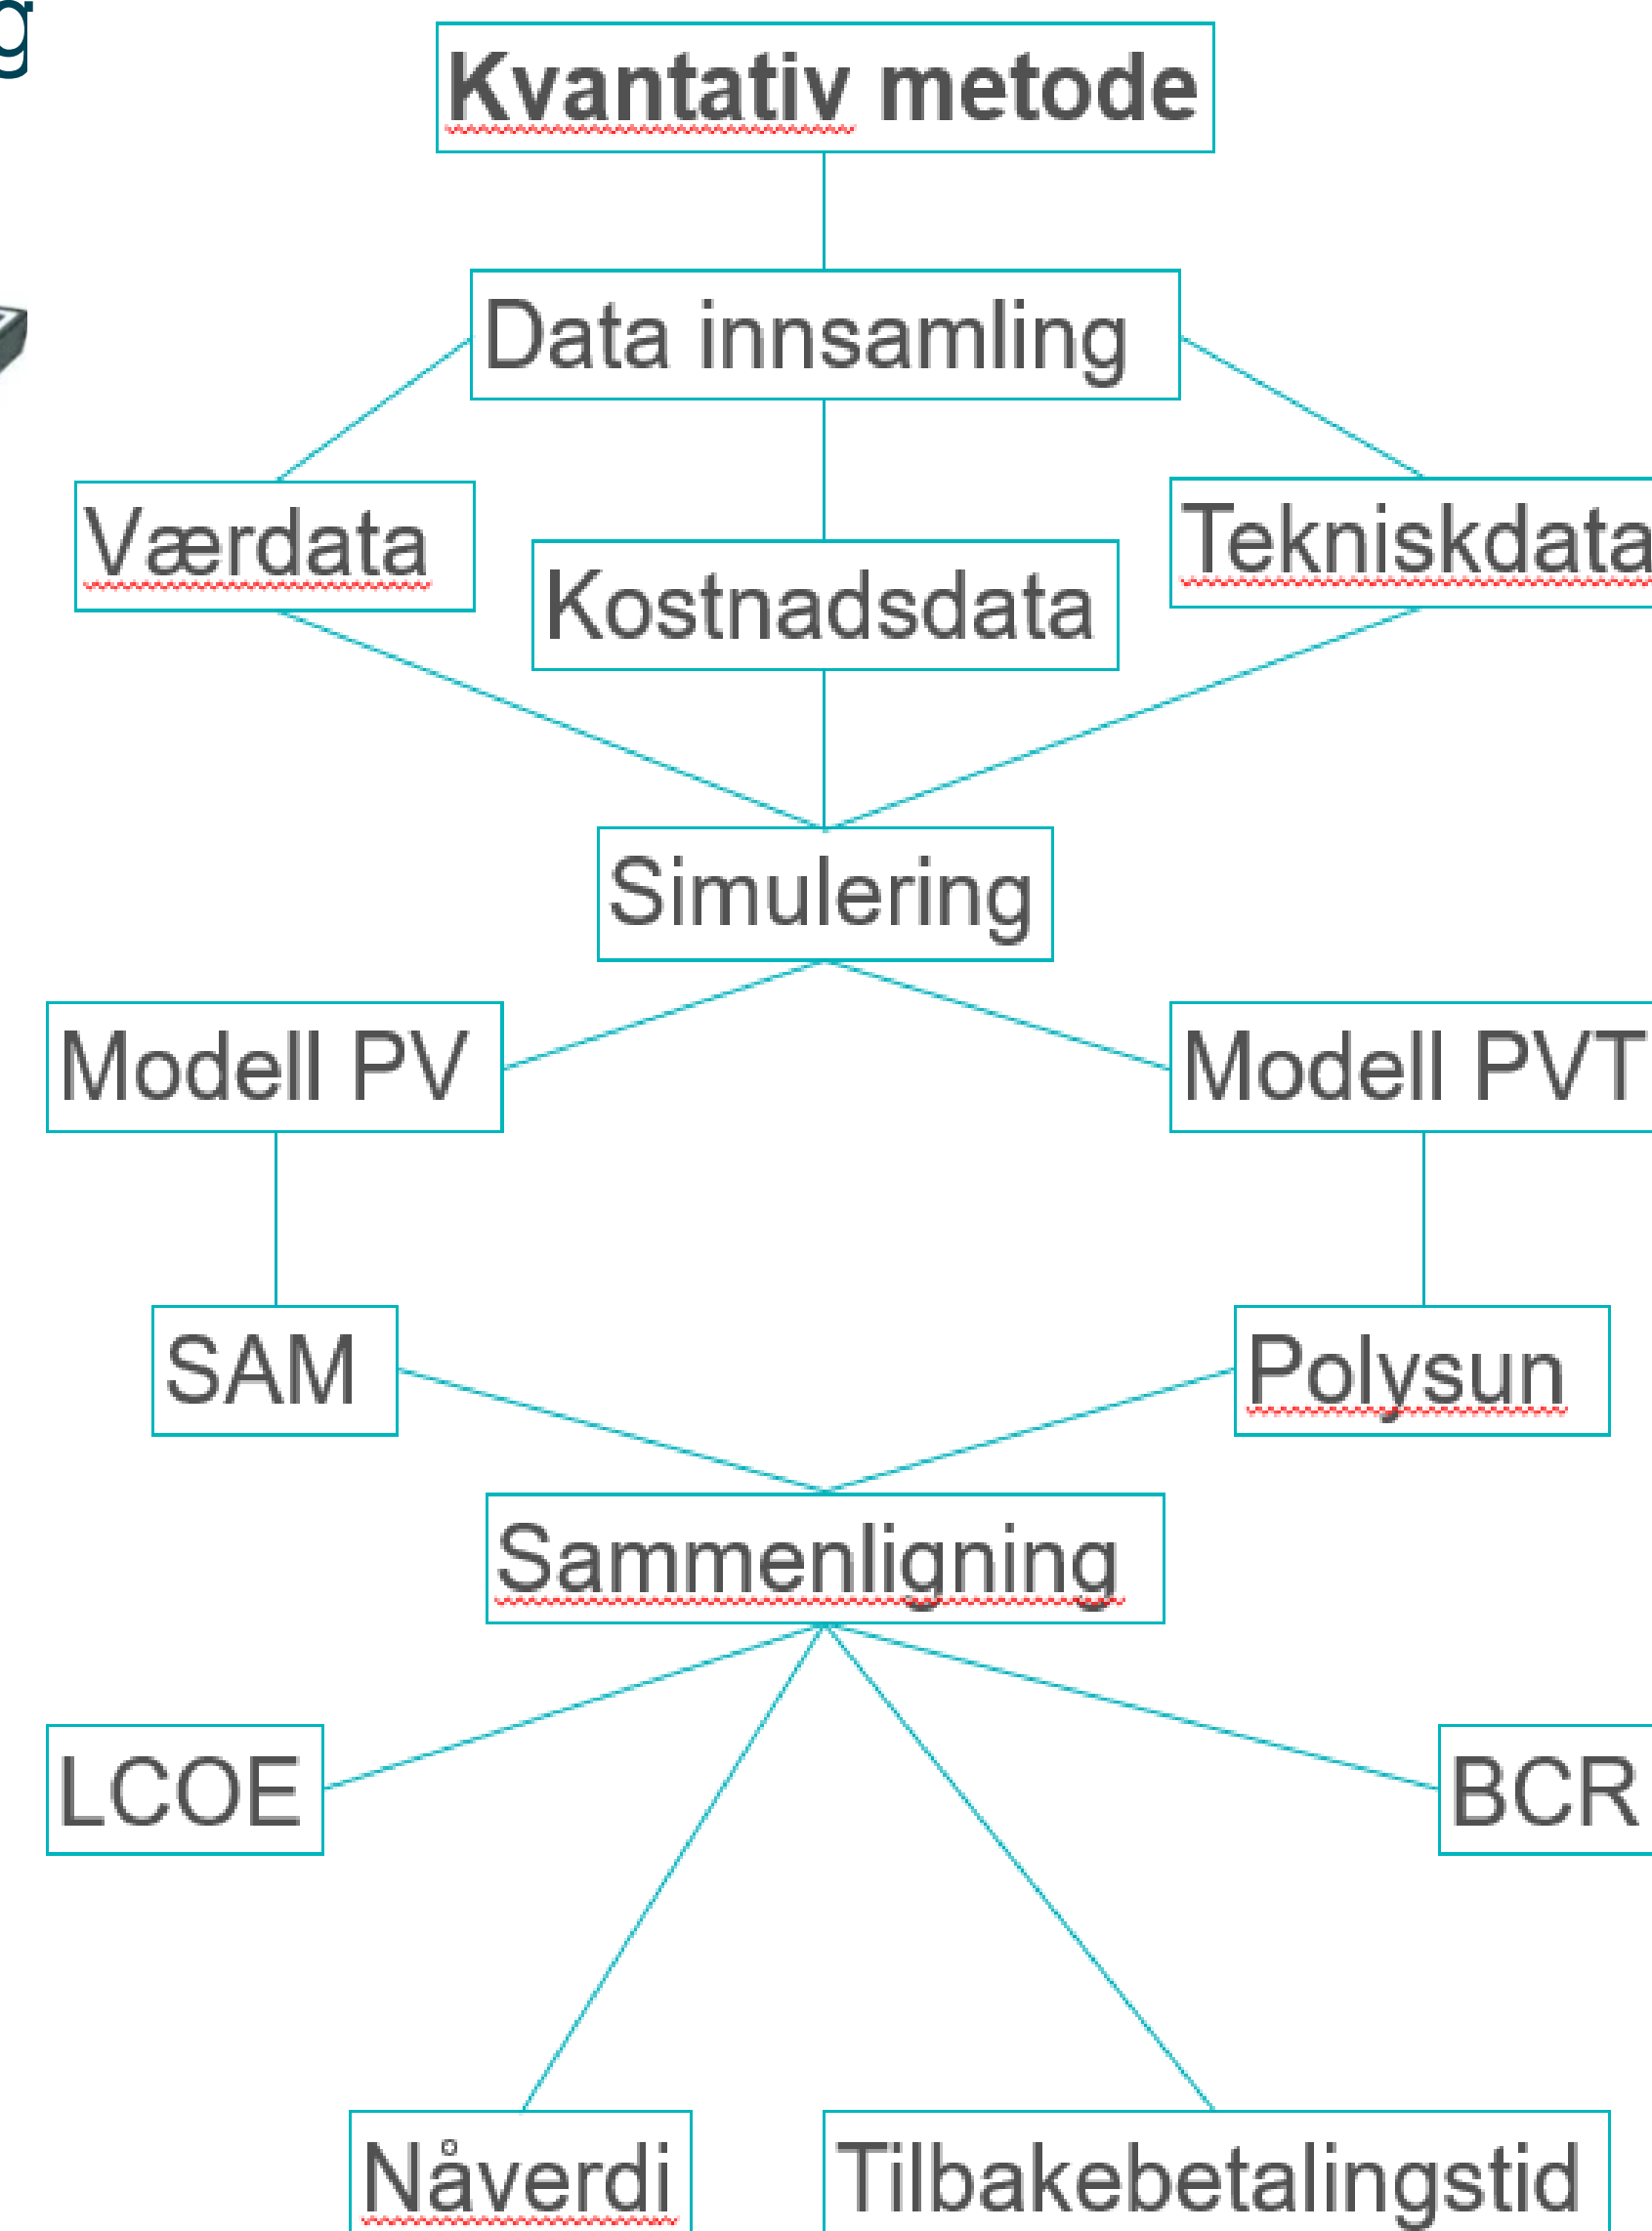 g
Kvantativ metode
Data innsamling
Værdata
Kostnadsdata
Tekniskdata
Simulering
Modell PV
Modell PVT
SAM
Polysun
Sammenligning
LCOE
BCR
Nåverdi
Tilbakebetalingstid